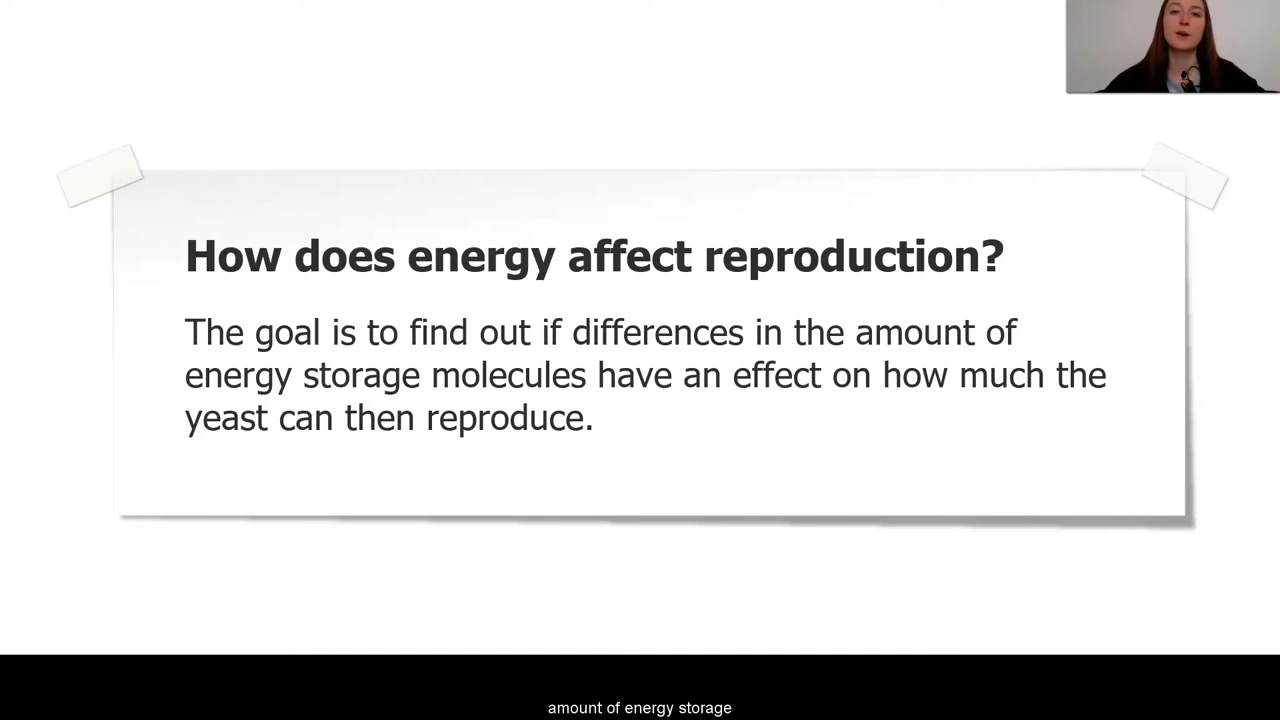 How does energy affect reproduction?
The goal is to find out if differences in the amount of
energy storage molecules have an effect on how much the
yeast can then reproduce.
amount of energy storage